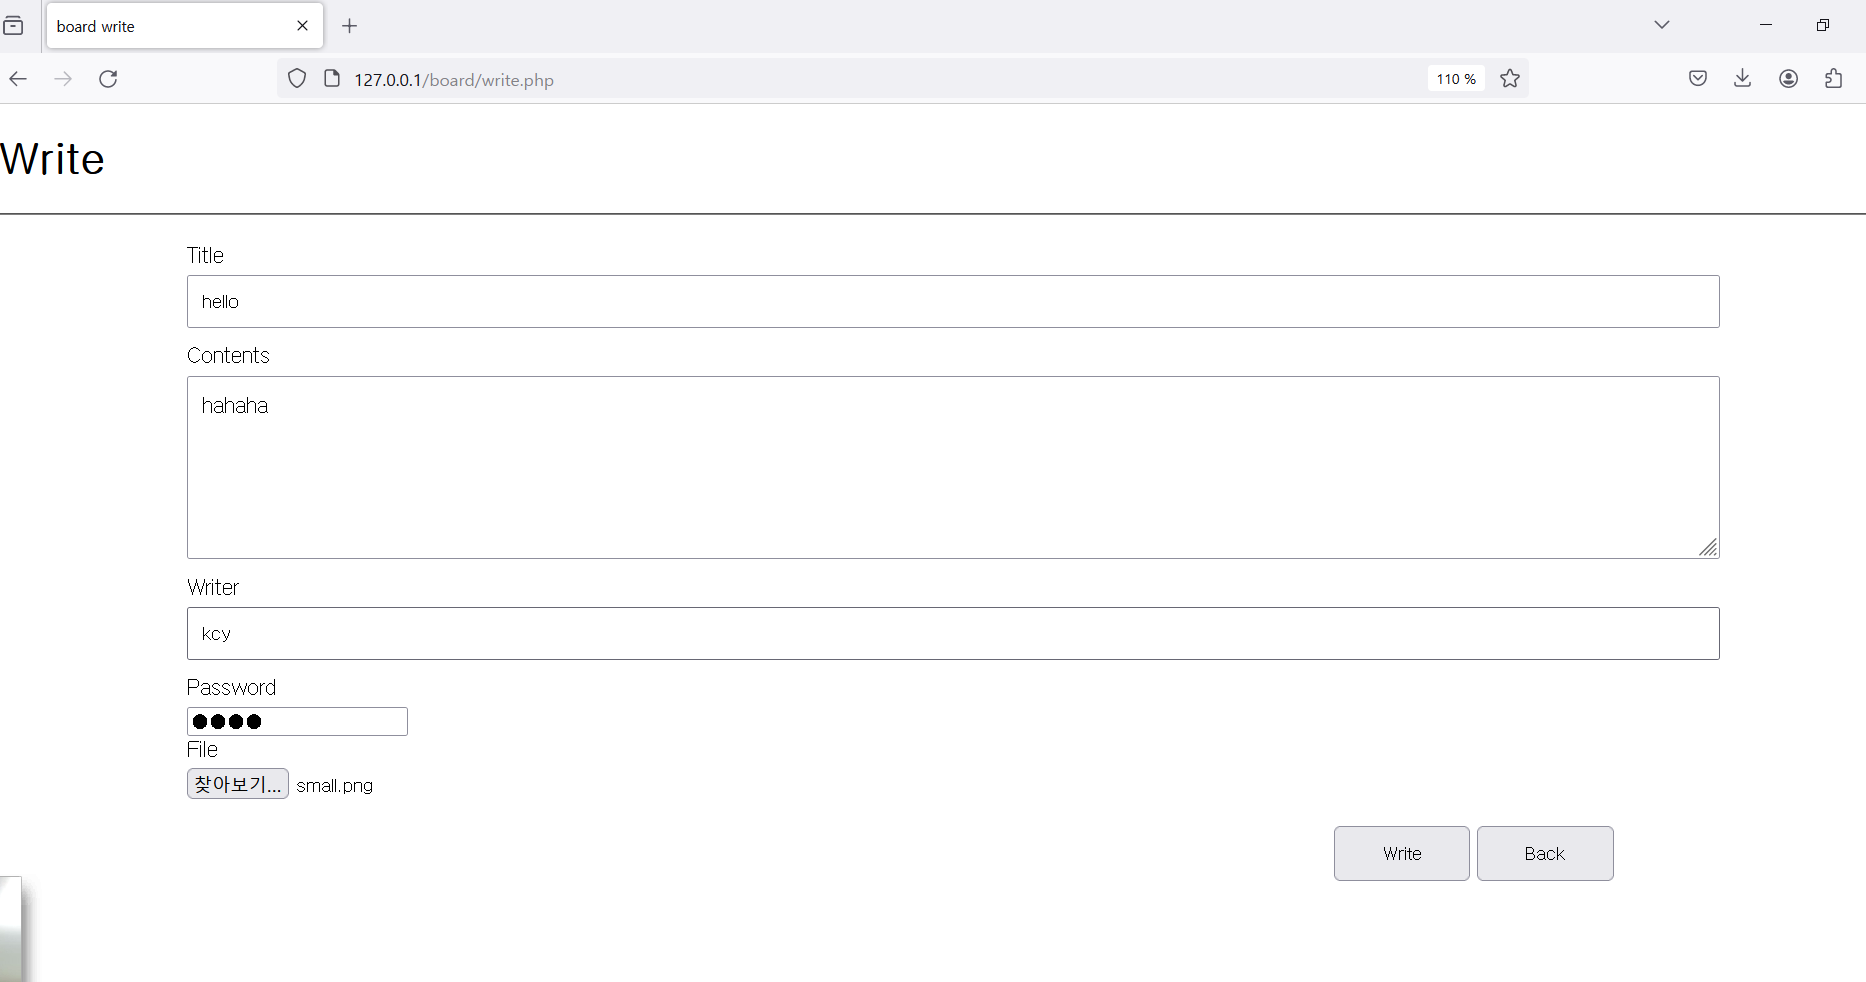 board write
127.0.0.1/board/write.php
110 %
Write
Title
hello
Contents
hahaha
Writer
kcy
Password
File
찾아보기... small.png
Write Back